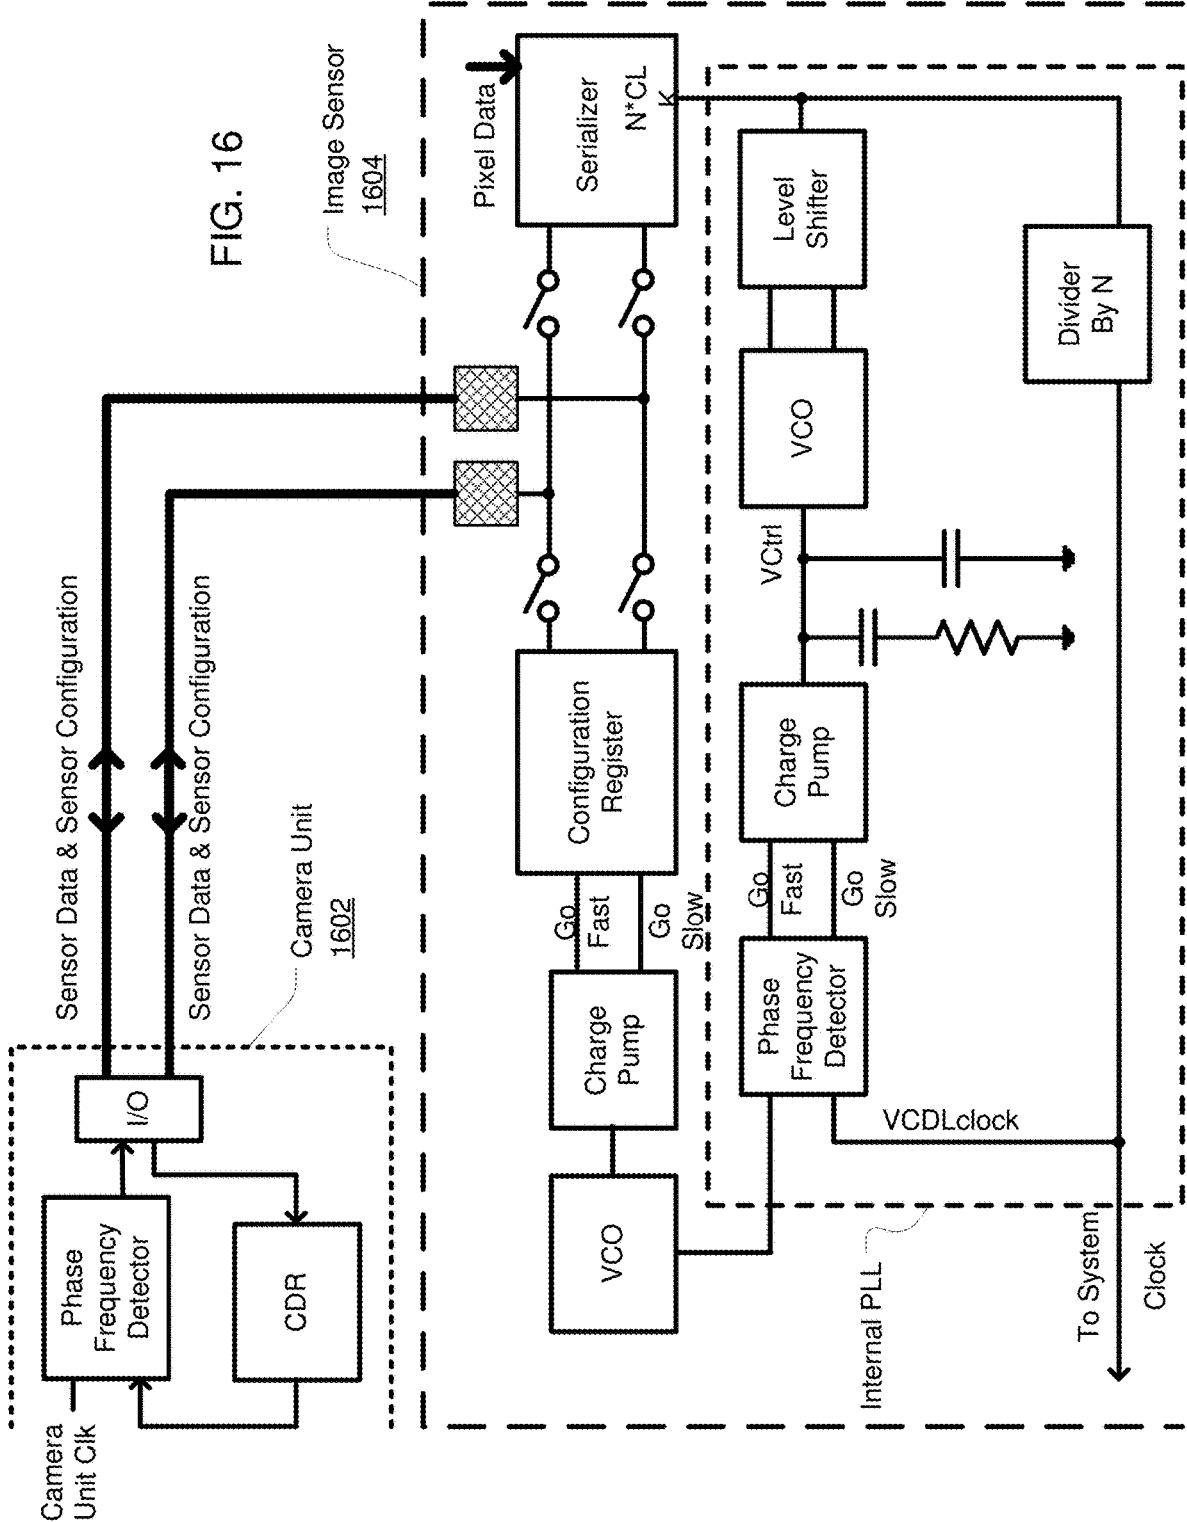 FIG. 16
Camera
Unit Clk
Phase
Frequency
Detector
CDR
I/O
Camera Unit
1602
Sensor Data & Sensor Configuration
Sensor Data & Sensor Configuration
Image Sensor
1604
Pixel Data
Serializer
N*CL
K
Configuration
Register
Go
Fast
Go
Slow
Charge
Pump
VCO
Internal PLL
Phase
Frequency
Detector
Go
Fast
Go
Slow
Charge
Pump
VCtrl
VCO
Level
Shifter
Divider
By N
VCDLclock
To System
Clock